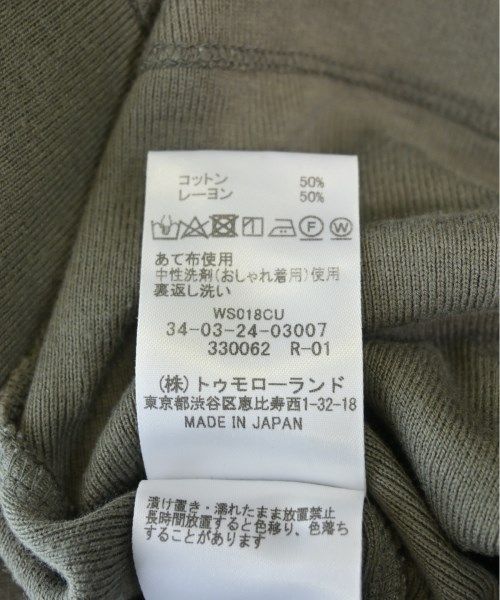 コットン 50%
レーヨン 50%
F W
あて布使用
中性洗剤(おしゃれ着用)使用
裏返し洗い
WS018CU
34-03-24-03007
330062 R-01
(株)トゥモローランド
東京都渋谷区恵比寿西1-32-18
MADE IN JAPAN
漬け置き・濡れたまま放置禁止
長時間放置すると色移り、色落ち
することがあります